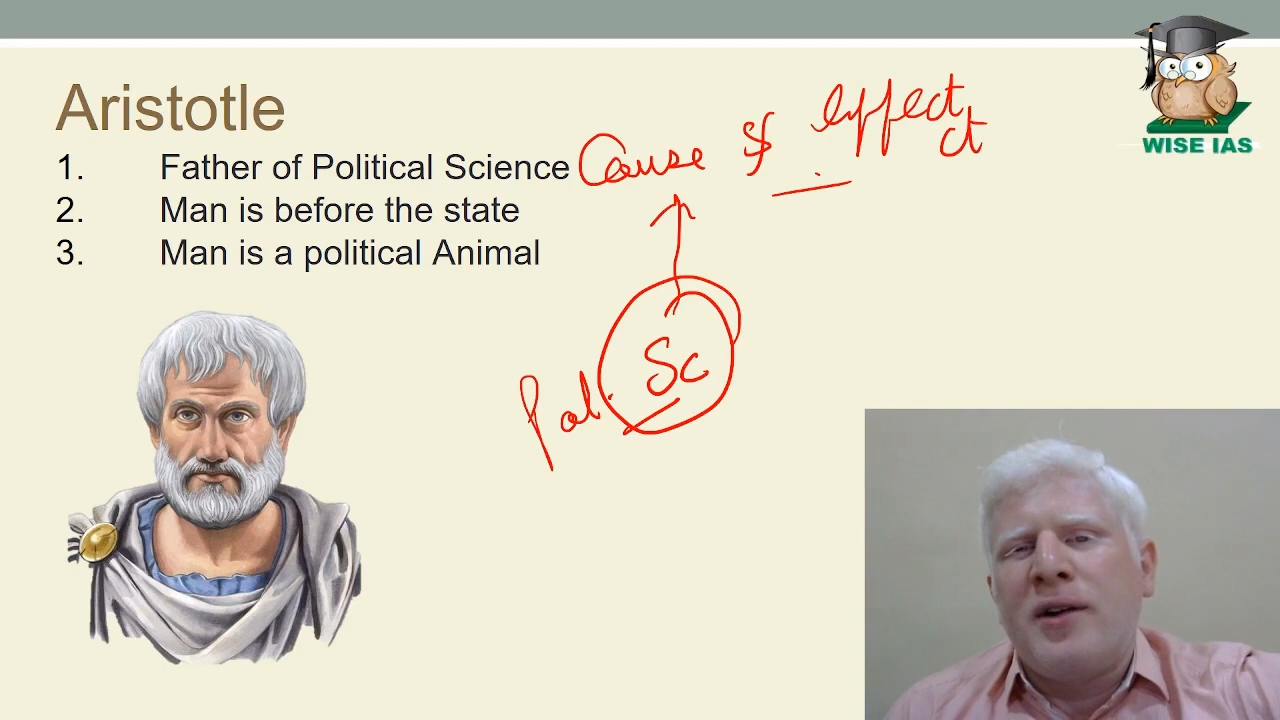 Aristotle
1. Father of Political Science
2. Man is before the state
3. Man is a political Animal
Cause & effect
Pol. Sc
WISE IAS